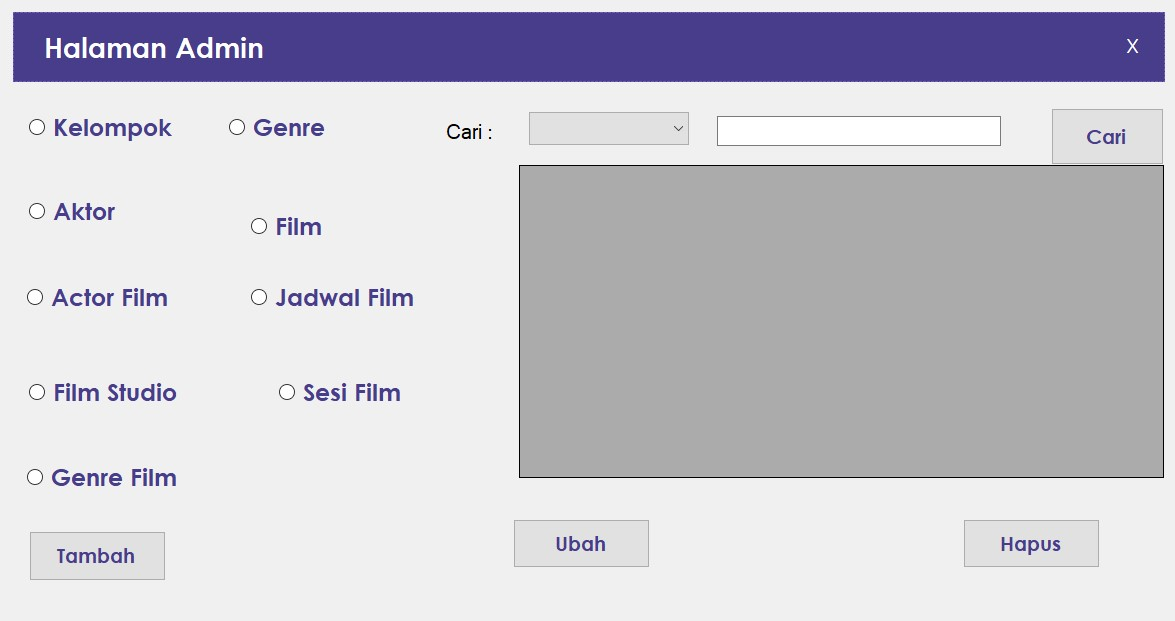 Halaman Admin
X
Kelompok
Genre
Cari :
Cari
Aktor
Film
Actor Film
Jadwal Film
Film Studio
Sesi Film
Genre Film
Tambah
Ubah
Hapus